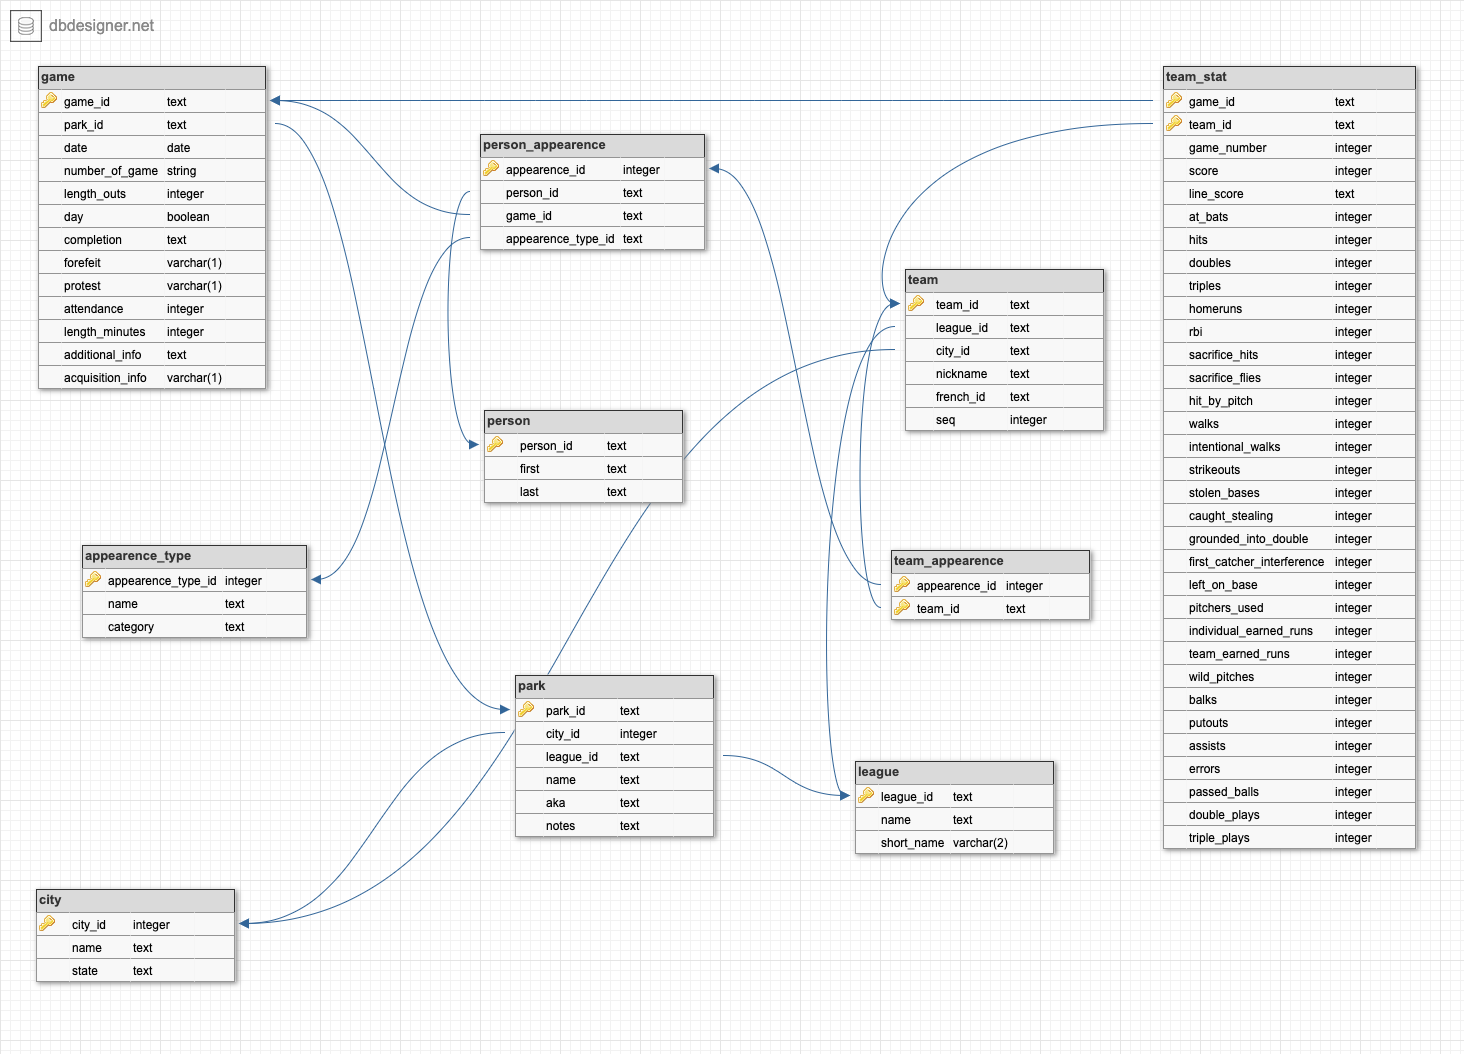 dbdesigner.net
game
game_id text
park_id text
date date
number_of_game string
length_outs integer
day boolean
completion text
forefeit varchar(1)
protest varchar(1)
attendance integer
length_minutes integer
additional_info text
acquisition_info varchar(1)
person_appearence
appearence_id integer
person_id text
game_id text
appearence_type_id text
team_stat
game_id text
team_id text
game_number integer
score integer
line_score text
at_bats integer
hits integer
doubles integer
triples integer
homeruns integer
rbi integer
sacrifice_hits integer
sacrifice_flies integer
hit_by_pitch integer
walks integer
intentional_walks integer
strikeouts integer
stolen_bases integer
caught_stealing integer
grounded_into_double integer
first_catcher_interference integer
left_on_base integer
pitchers_used integer
individual_earned_runs integer
team_earned_runs integer
wild_pitches integer
balks integer
putouts integer
assists integer
errors integer
passed_balls integer
double_plays integer
triple_plays integer
team
team_id text
league_id text
city_id text
nickname text
french_id text
seq integer
person
person_id text
first text
last text
appearence_type
appearence_type_id integer
name text
category text
team_appearence
appearence_id integer
team_id text
park
park_id text
city_id integer
league_id text
name text
aka text
notes text
league
league_id text
name text
short_name varchar(2)
city
city_id integer
name text
state text